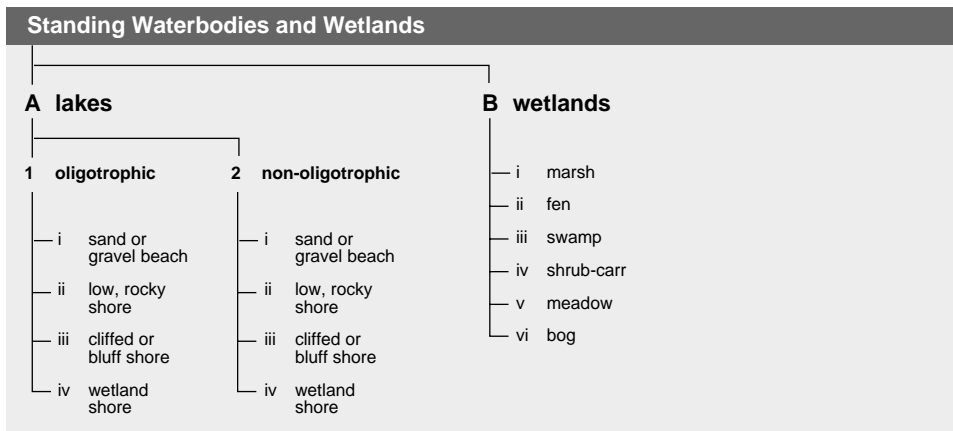 Standing Waterbodies and Wetlands
A lakes
B wetlands
1 oligotrophic
i sand or
gravel beach
ii low, rocky
shore
iii cliffed or
bluff shore
iv wetland
shore
2 non-oligotrophic
i sand or
gravel beach
ii low, rocky
shore
iii cliffed or
bluff shore
iv wetland
shore
i marsh
ii fen
iii swamp
iv shrub-carr
v meadow
vi bog